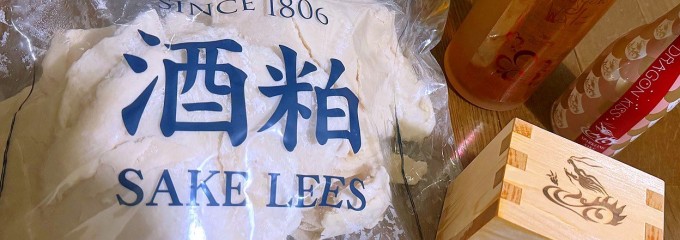 SINCE 1806
酒粕
SAKE LEES
DRAGON KISS